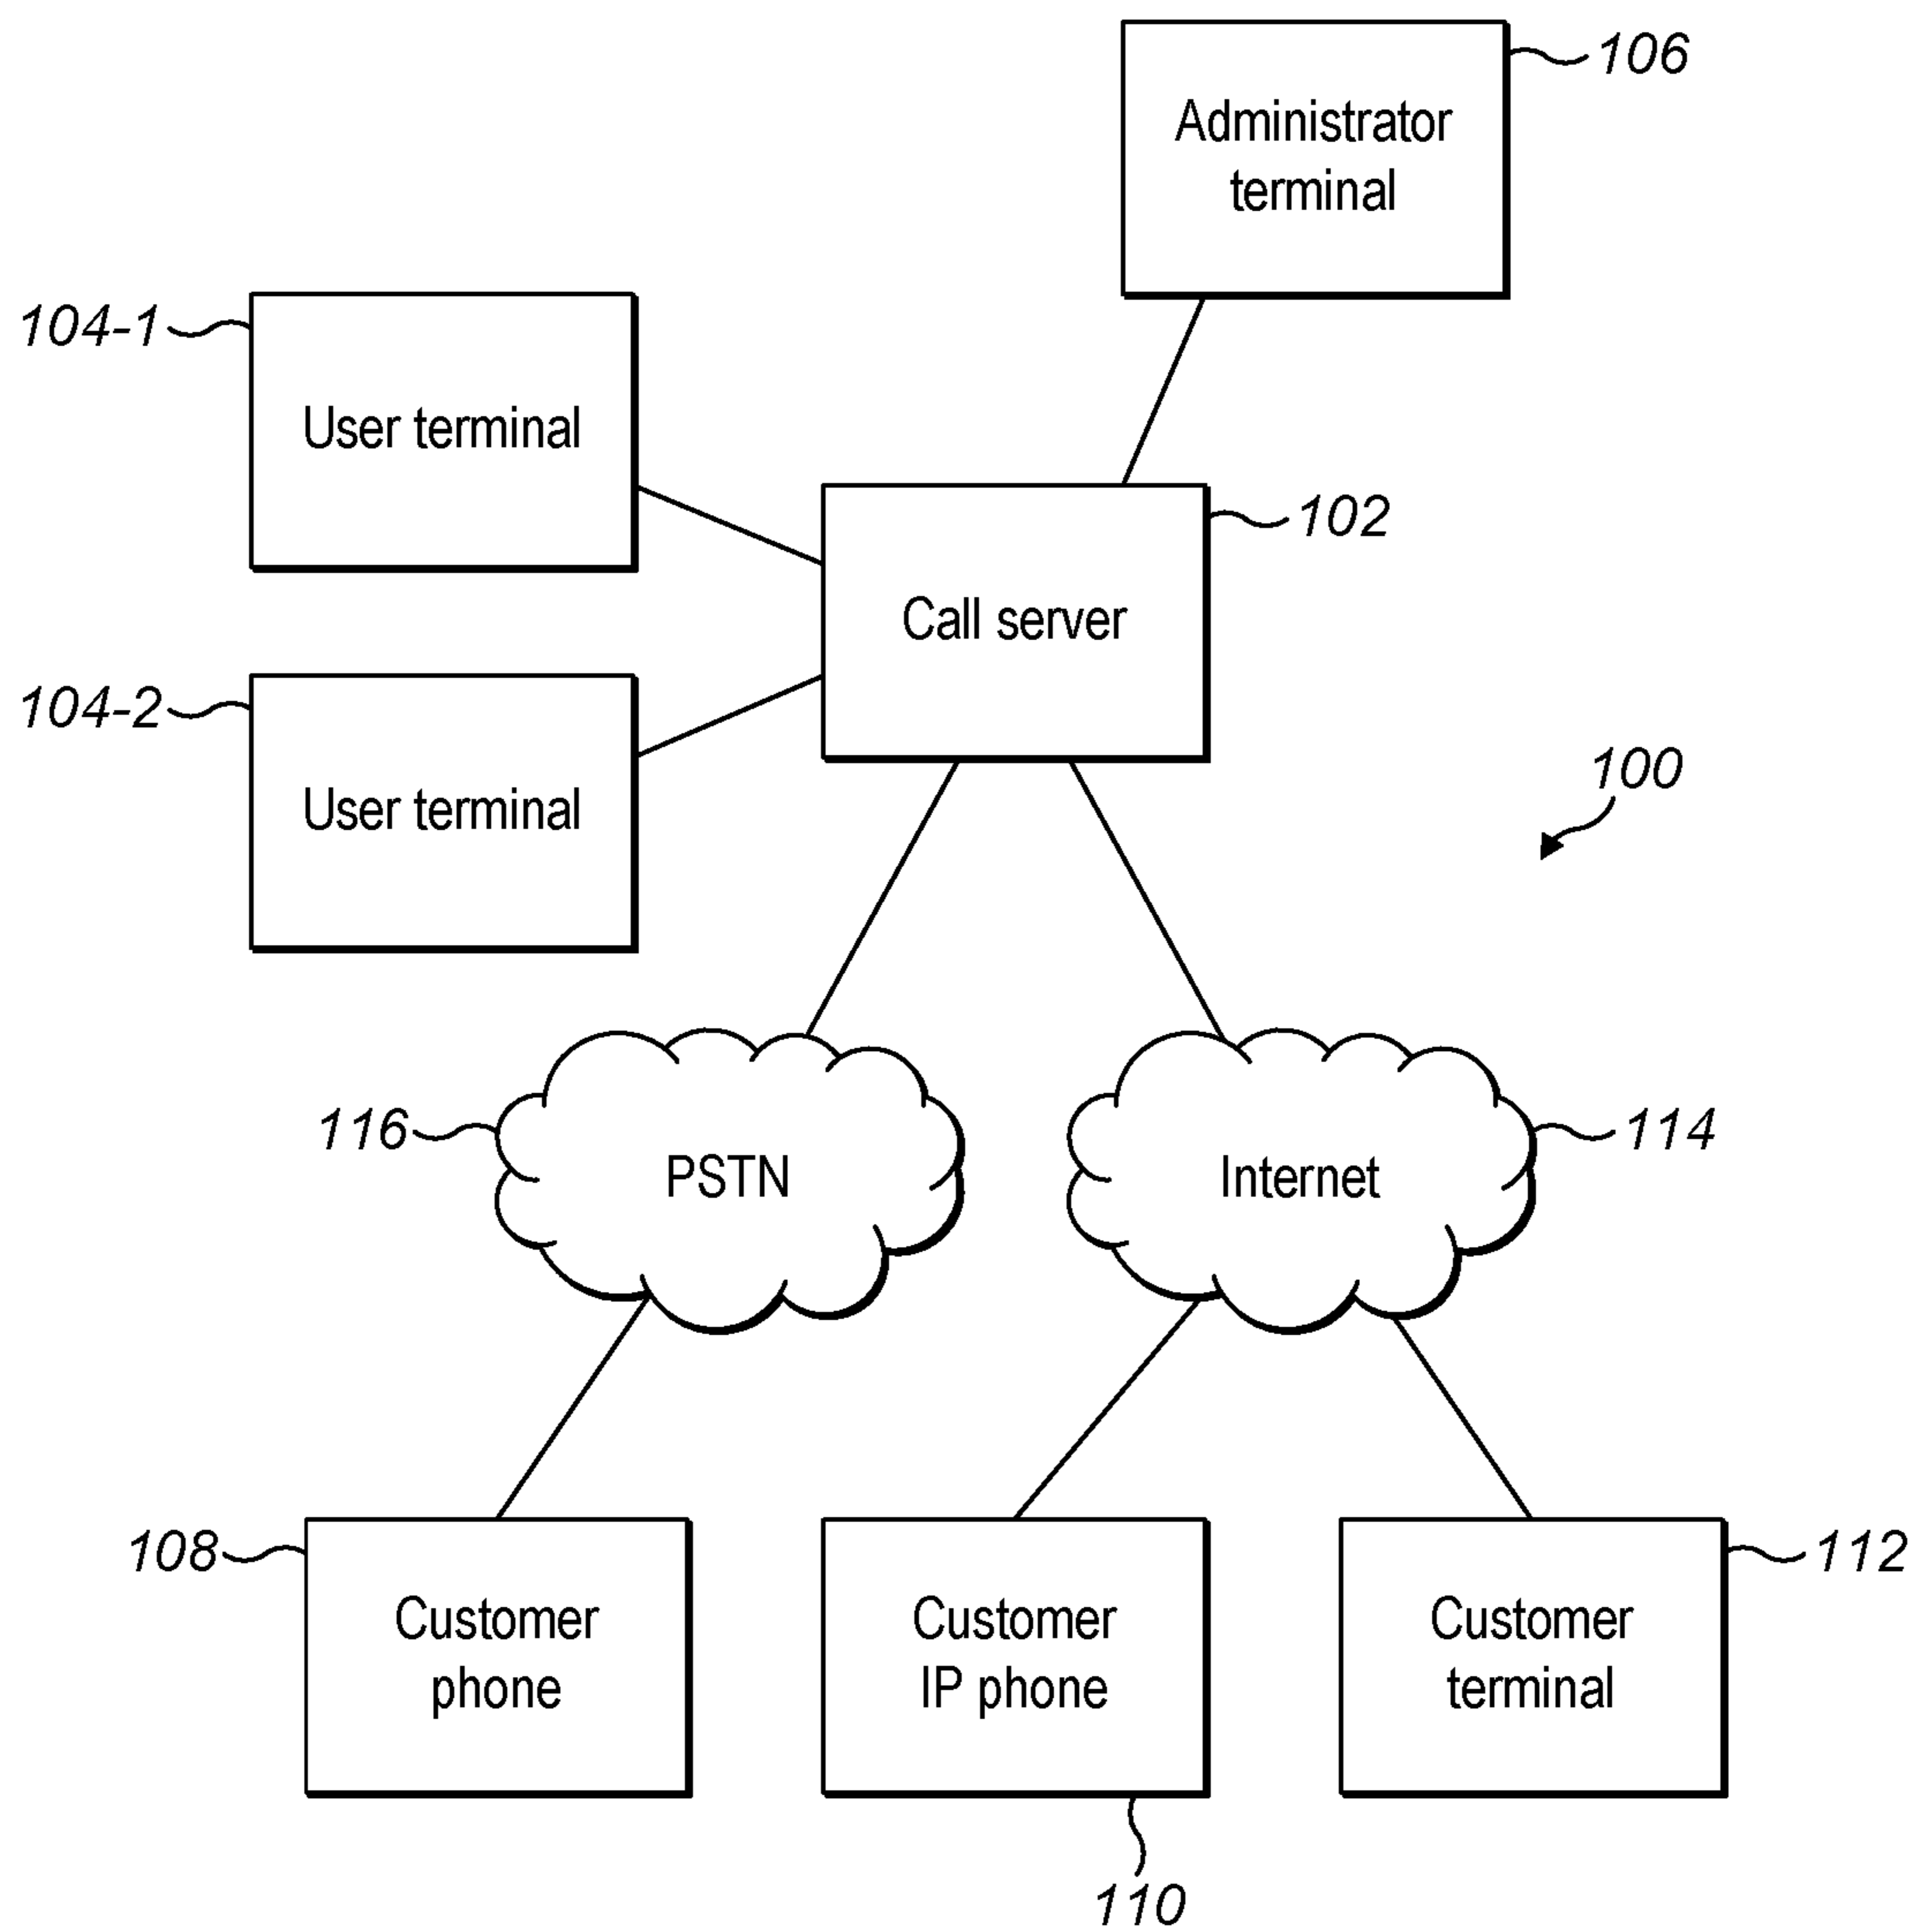 106
Administrator
terminal
104-1
User terminal
102
Call server
104-2
User terminal
100
116
PSTN
114
Internet
108
Customer
phone
Customer
IP phone
112
Customer
terminal
110